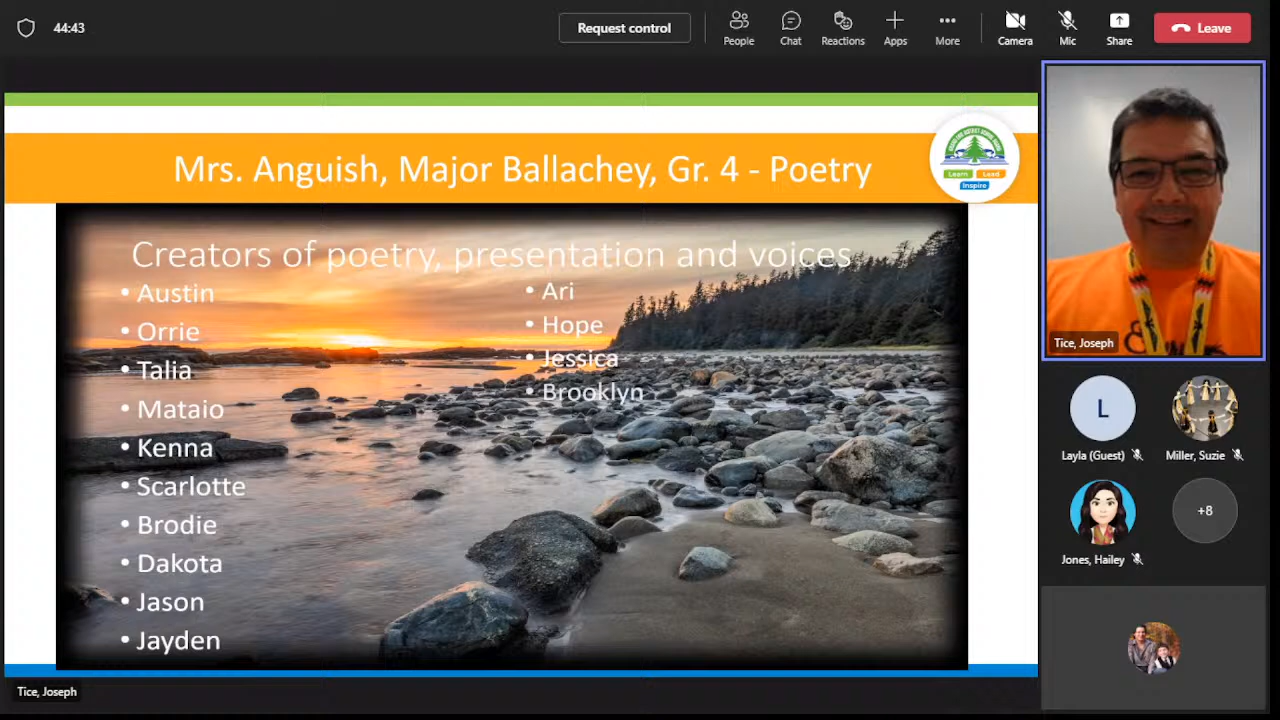 44:43
Request control
People
Chat
Reactions
Apps
More
Camera
Mic
Share
Leave
Mrs. Anguish, Major Ballachey, Gr. 4 - Poetry
Learn Lead
Inspire
Creators of poetry, presentation and voices
• Austin
• Orrie
• Talia
• Mataio
• Kenna
• Scarlotte
• Brodie
• Dakota
• Jason
• Jayden
• Ari
• Hope
• Jessica
• Brooklyn
Tice, Joseph
L
Layla (Guest)
Miller, Suzie
Jones, Hailey
+8
Tice, Joseph